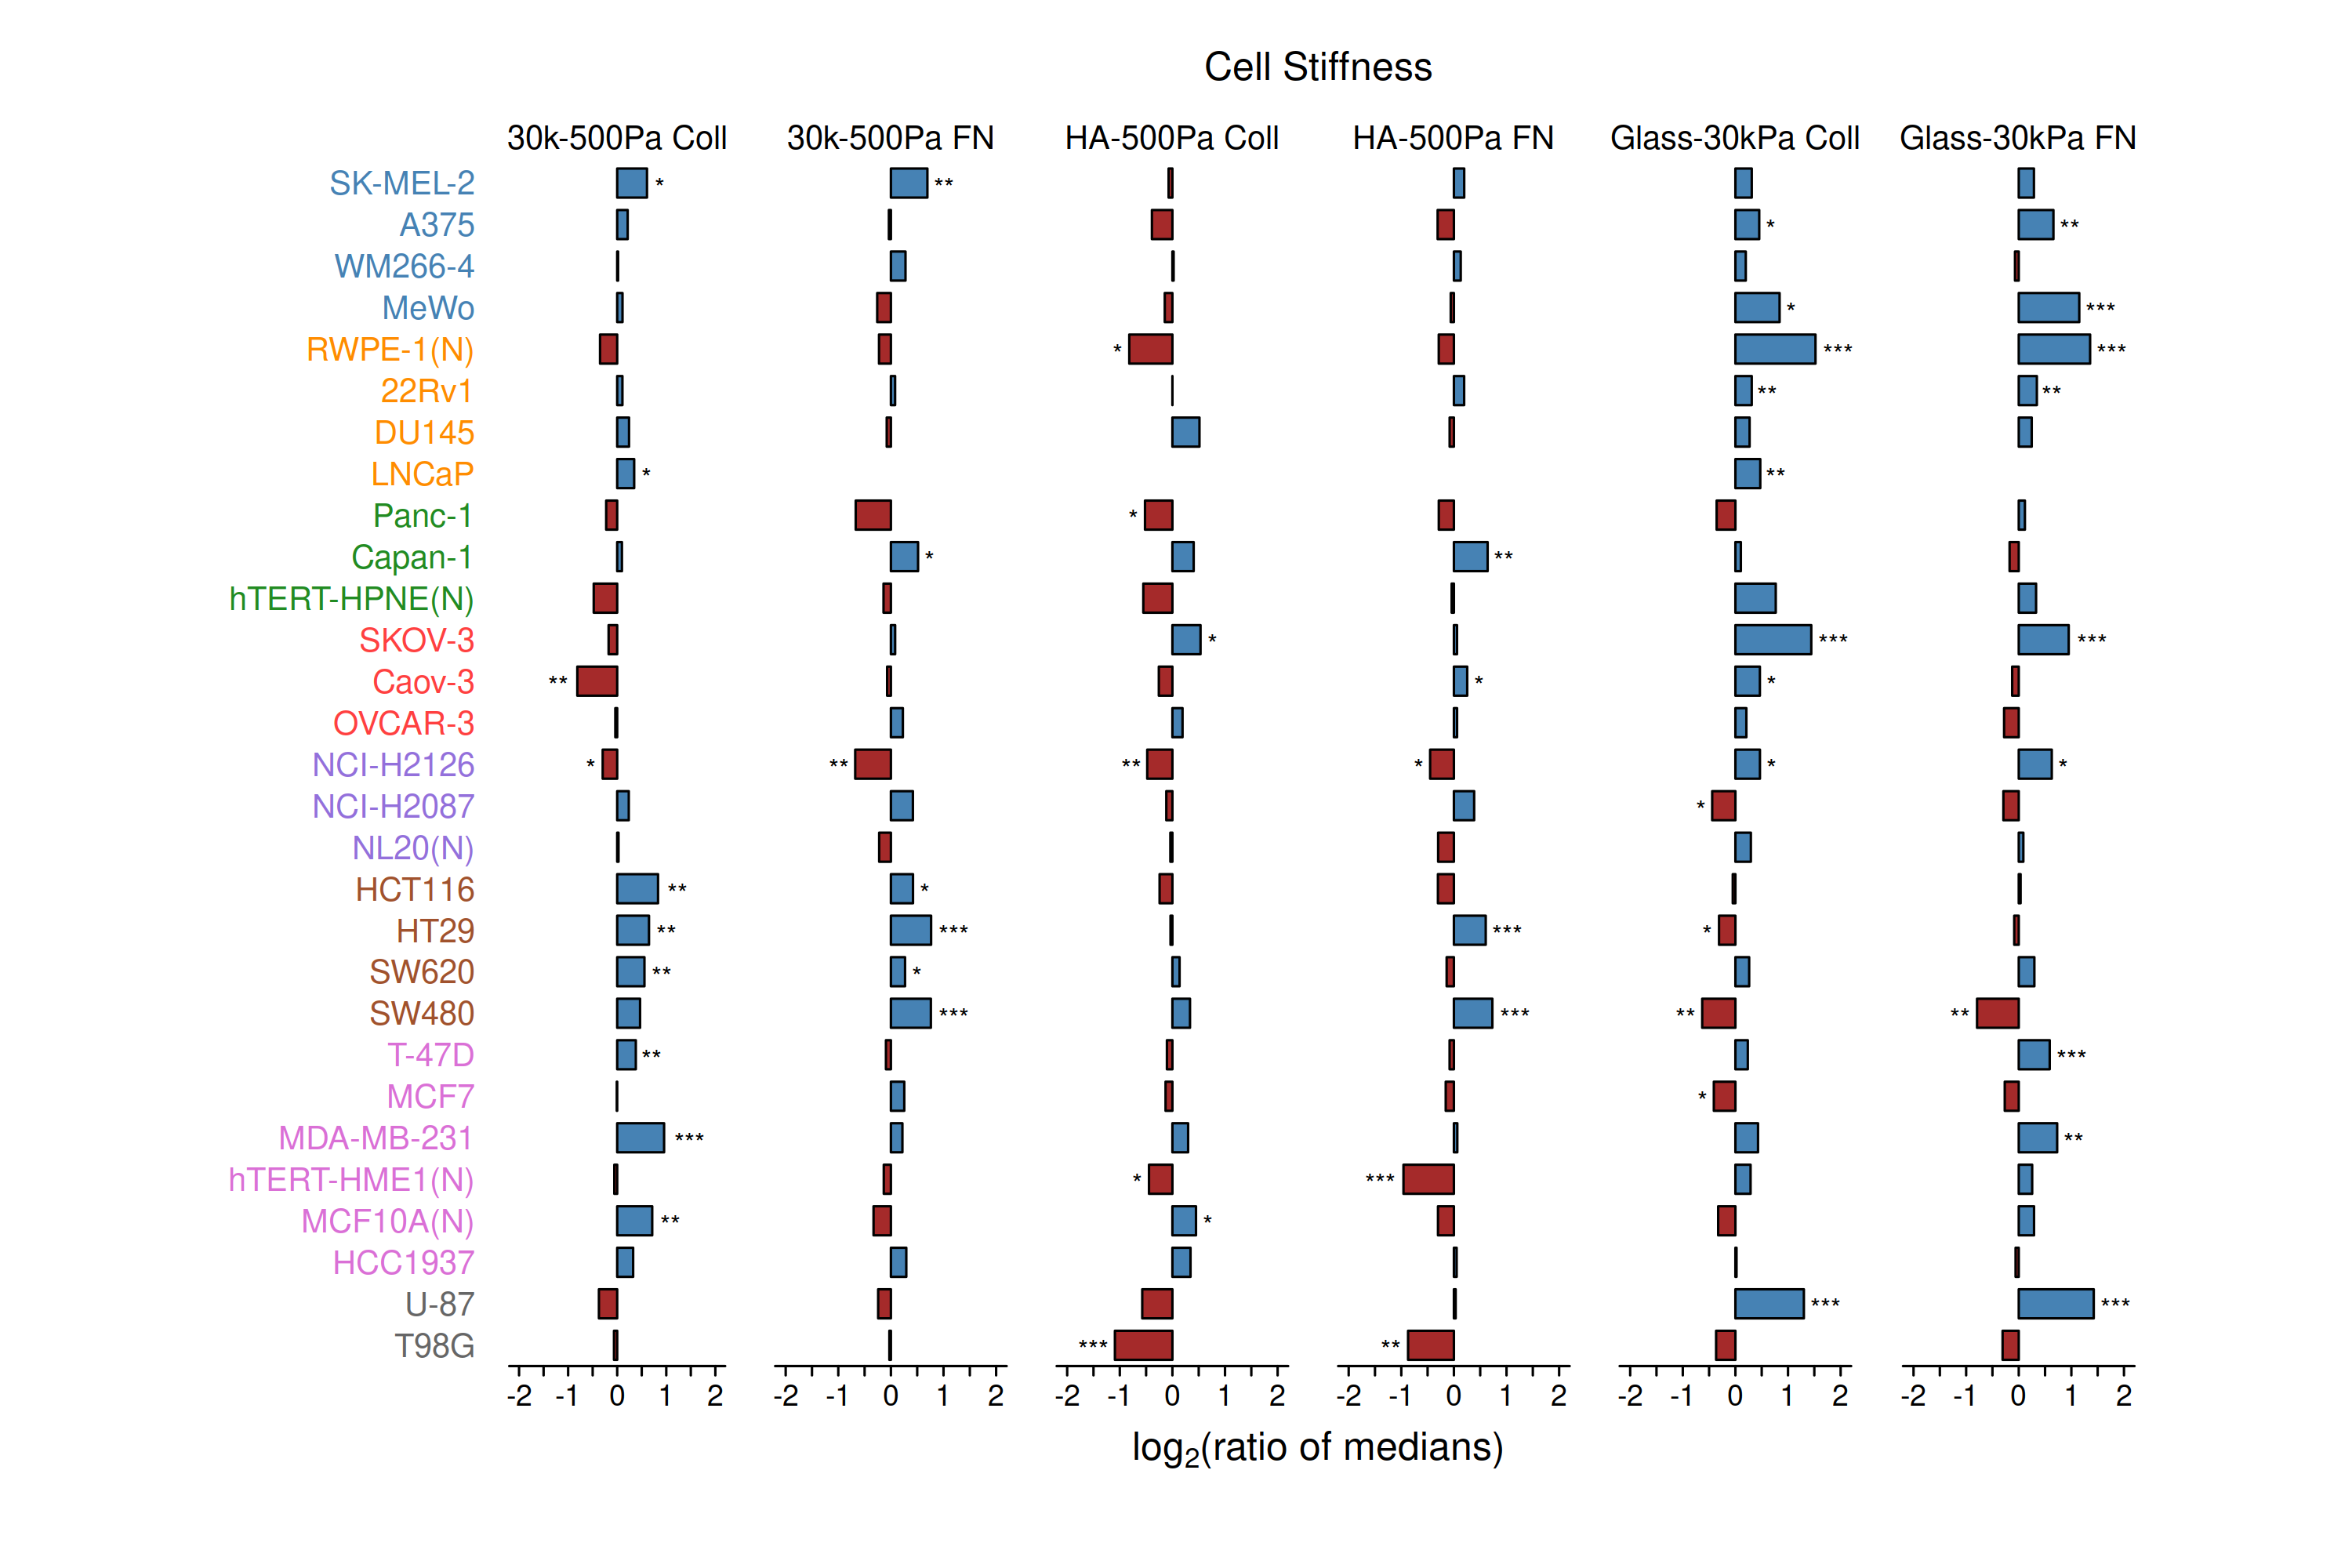 Cell Stiffness
30k-500Pa Coll 30k-500Pa FN HA-500Pa Coll HA-500Pa FN Glass-30kPa Coll Glass-30kPa FN
SK-MEL-2 * **
A375 * **
WM266-4
MeWo * ***
RWPE-1(N) * *** ***
22Rv1 ** **
DU145
LNCaP * **
Panc-1 *
Capan-1 * **
hTERT-HPNE(N)
SKOV-3 * *** ***
Caov-3 ** * *
OVCAR-3
NCI-H2126 * ** ** * * *
NCI-H2087 *
NL20(N)
HCT116 ** *
HT29 ** *** *** *
SW620 ** *
SW480 *** *** ** **
T-47D ** ***
MCF7 *
MDA-MB-231 *** **
hTERT-HME1(N) * ***
MCF10A(N) ** *
HCC1937
U-87 *** ***
T98G *** **
-2 -1 0 1 2 -2 -1 0 1 2 -2 -1 0 1 2 -2 -1 0 1 2 -2 -1 0 1 2 -2 -1 0 1 2
log₂(ratio of medians)